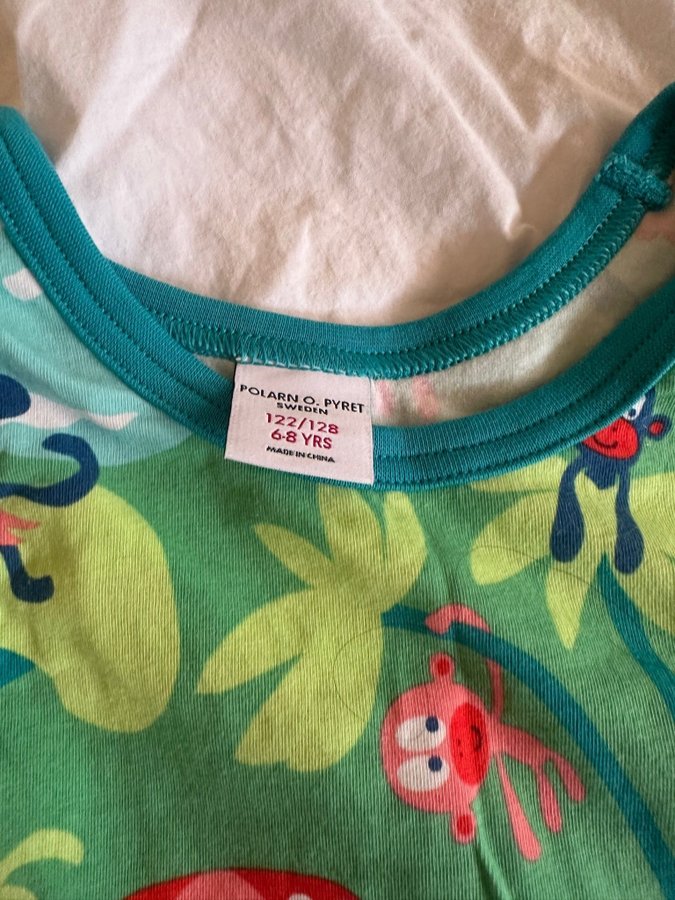 POLARN O. PYRET
SWEDEN
122/128
6-8 YRS
MADE IN CHINA